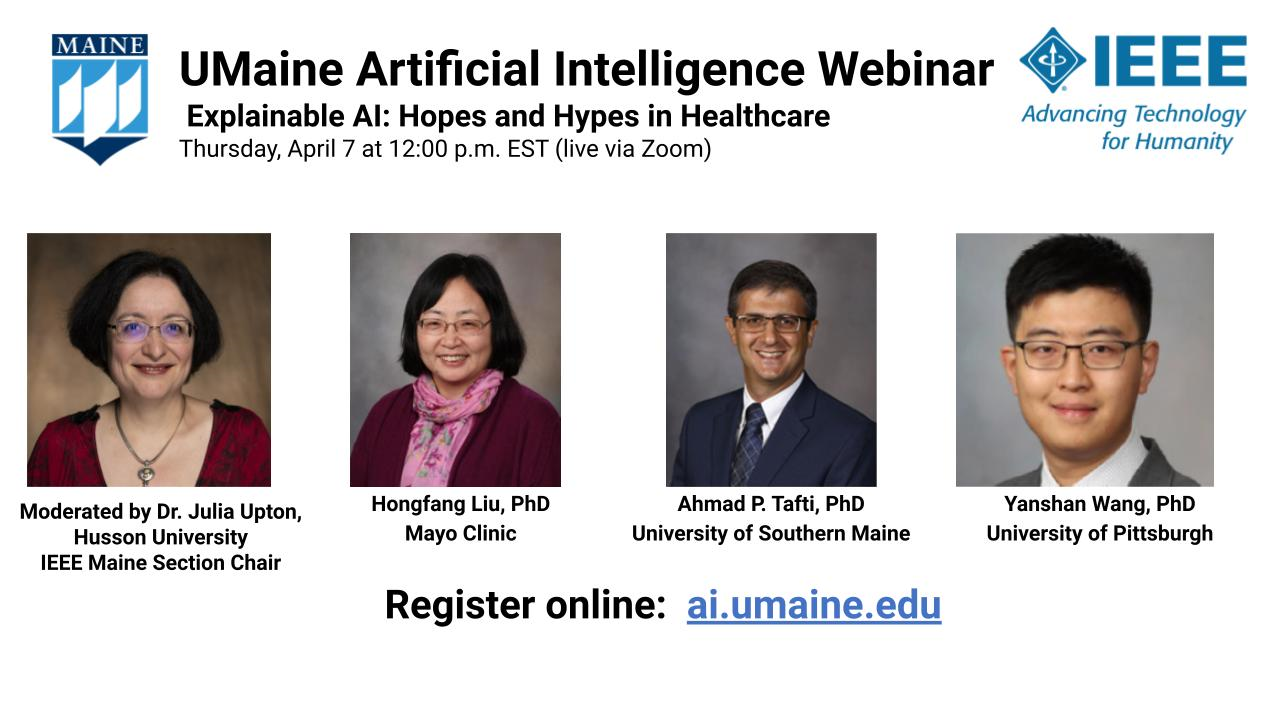 MAINE
UMaine Artificial Intelligence Webinar
Explainable AI: Hopes and Hypes in Healthcare
Thursday, April 7 at 12:00 p.m. EST (live via Zoom)
IEEE
Advancing Technology
for Humanity
Moderated by Dr. Julia Upton,
Husson University
IEEE Maine Section Chair
Hongfang Liu, PhD
Mayo Clinic
Ahmad P. Tafti, PhD
University of Southern Maine
Yanshan Wang, PhD
University of Pittsburgh
Register online: ai.umaine.edu